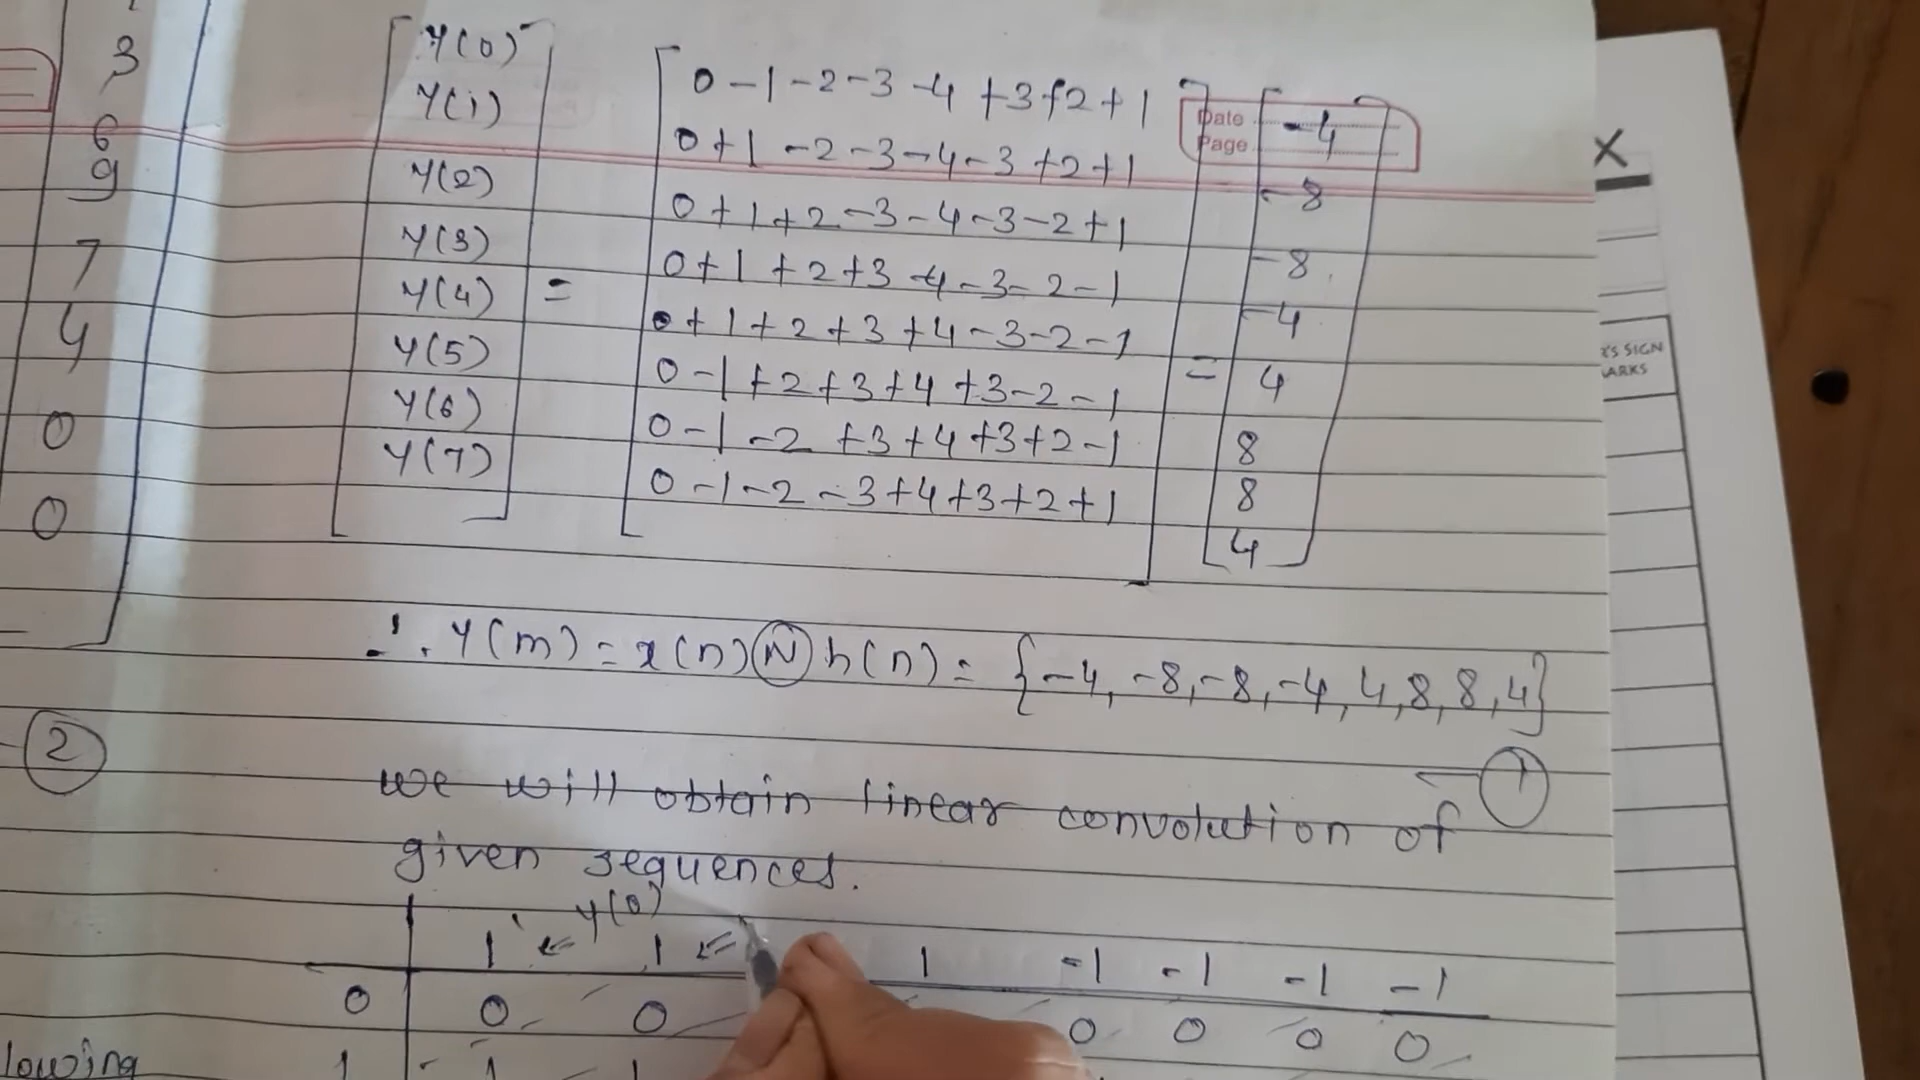 3
6
9
7
4
0
0
Y(0)
Y(1)
Y(2)
Y(3)
Y(4)
Y(5)
Y(6)
Y(7)
=
0-1-2-3-4+3+2+1
0+1-2-3-4-3+2+1
0+1+2-3-4-3-2+1
0+1+2+3-4-3-2-1
0+1+2+3+4-3-2-1
0-1+2+3+4+3-2-1
0-1-2+3+4+3+2-1
0-1-2-3+4+3+2+1
=
Date
Page
-4
-8
-8
-4
4
8
8
4
X
'S SIGN
ARKS
∴ Y(m) = x(n) Ⓝ h(n) = {-4, -8, -8, -4, 4, 8, 8, 4}
← ①
- ②
we will obtain linear convolution of
given sequences.
Y(0)
1 ← 1 ← 1 -1 -1 -1 -1
0 0 0 0 0 0 0
lowing 1 1 1